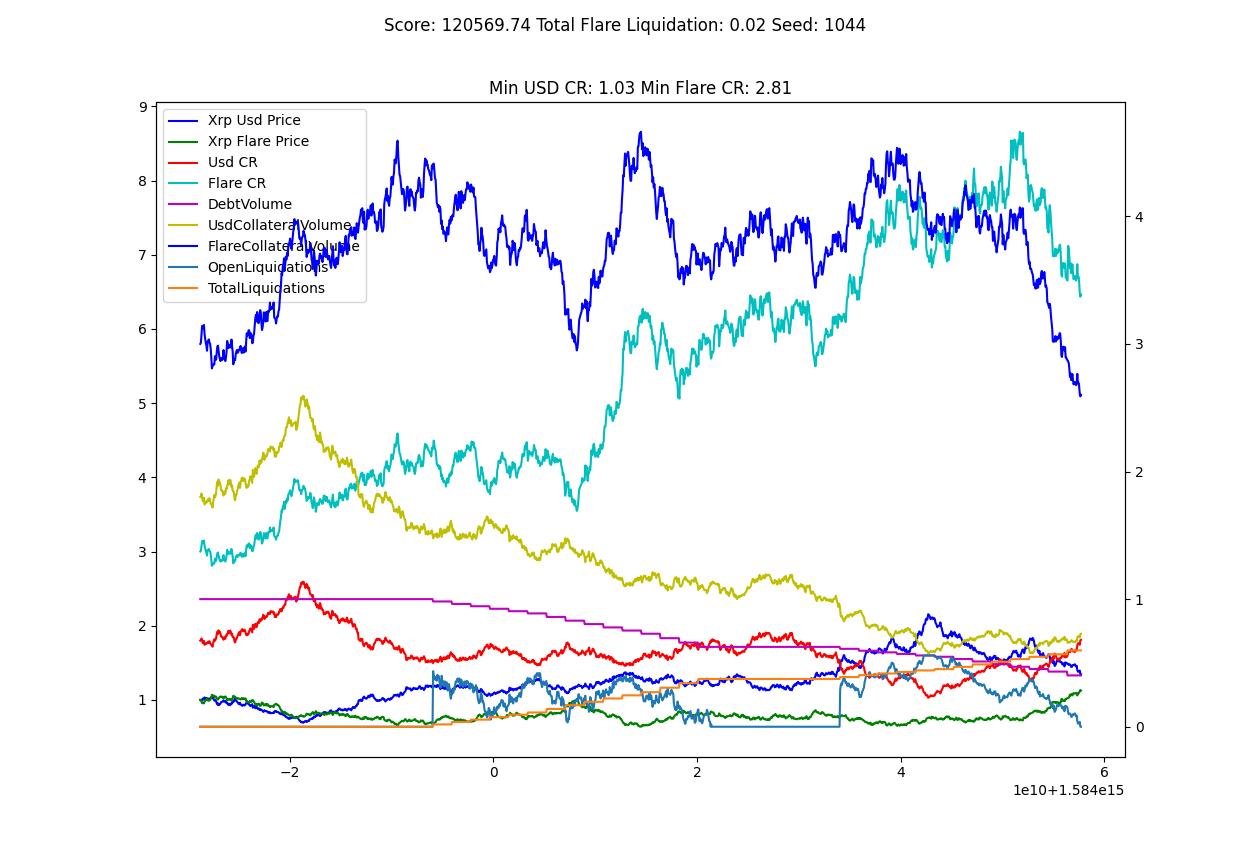 Score: 120569.74 Total Flare Liquidation: 0.02 Seed: 1044
Min USD CR: 1.03 Min Flare CR: 2.81
Xrp Usd Price
Xrp Flare Price
Usd CR
Flare CR
DebtVolume
UsdCollateralVolume
FlareCollateralVolume
OpenLiquidations
TotalLiquidations
9
8
7
6
5
4
3
2
1
4
3
2
1
0
−2
0
2
4
6
1e10+1.584e15